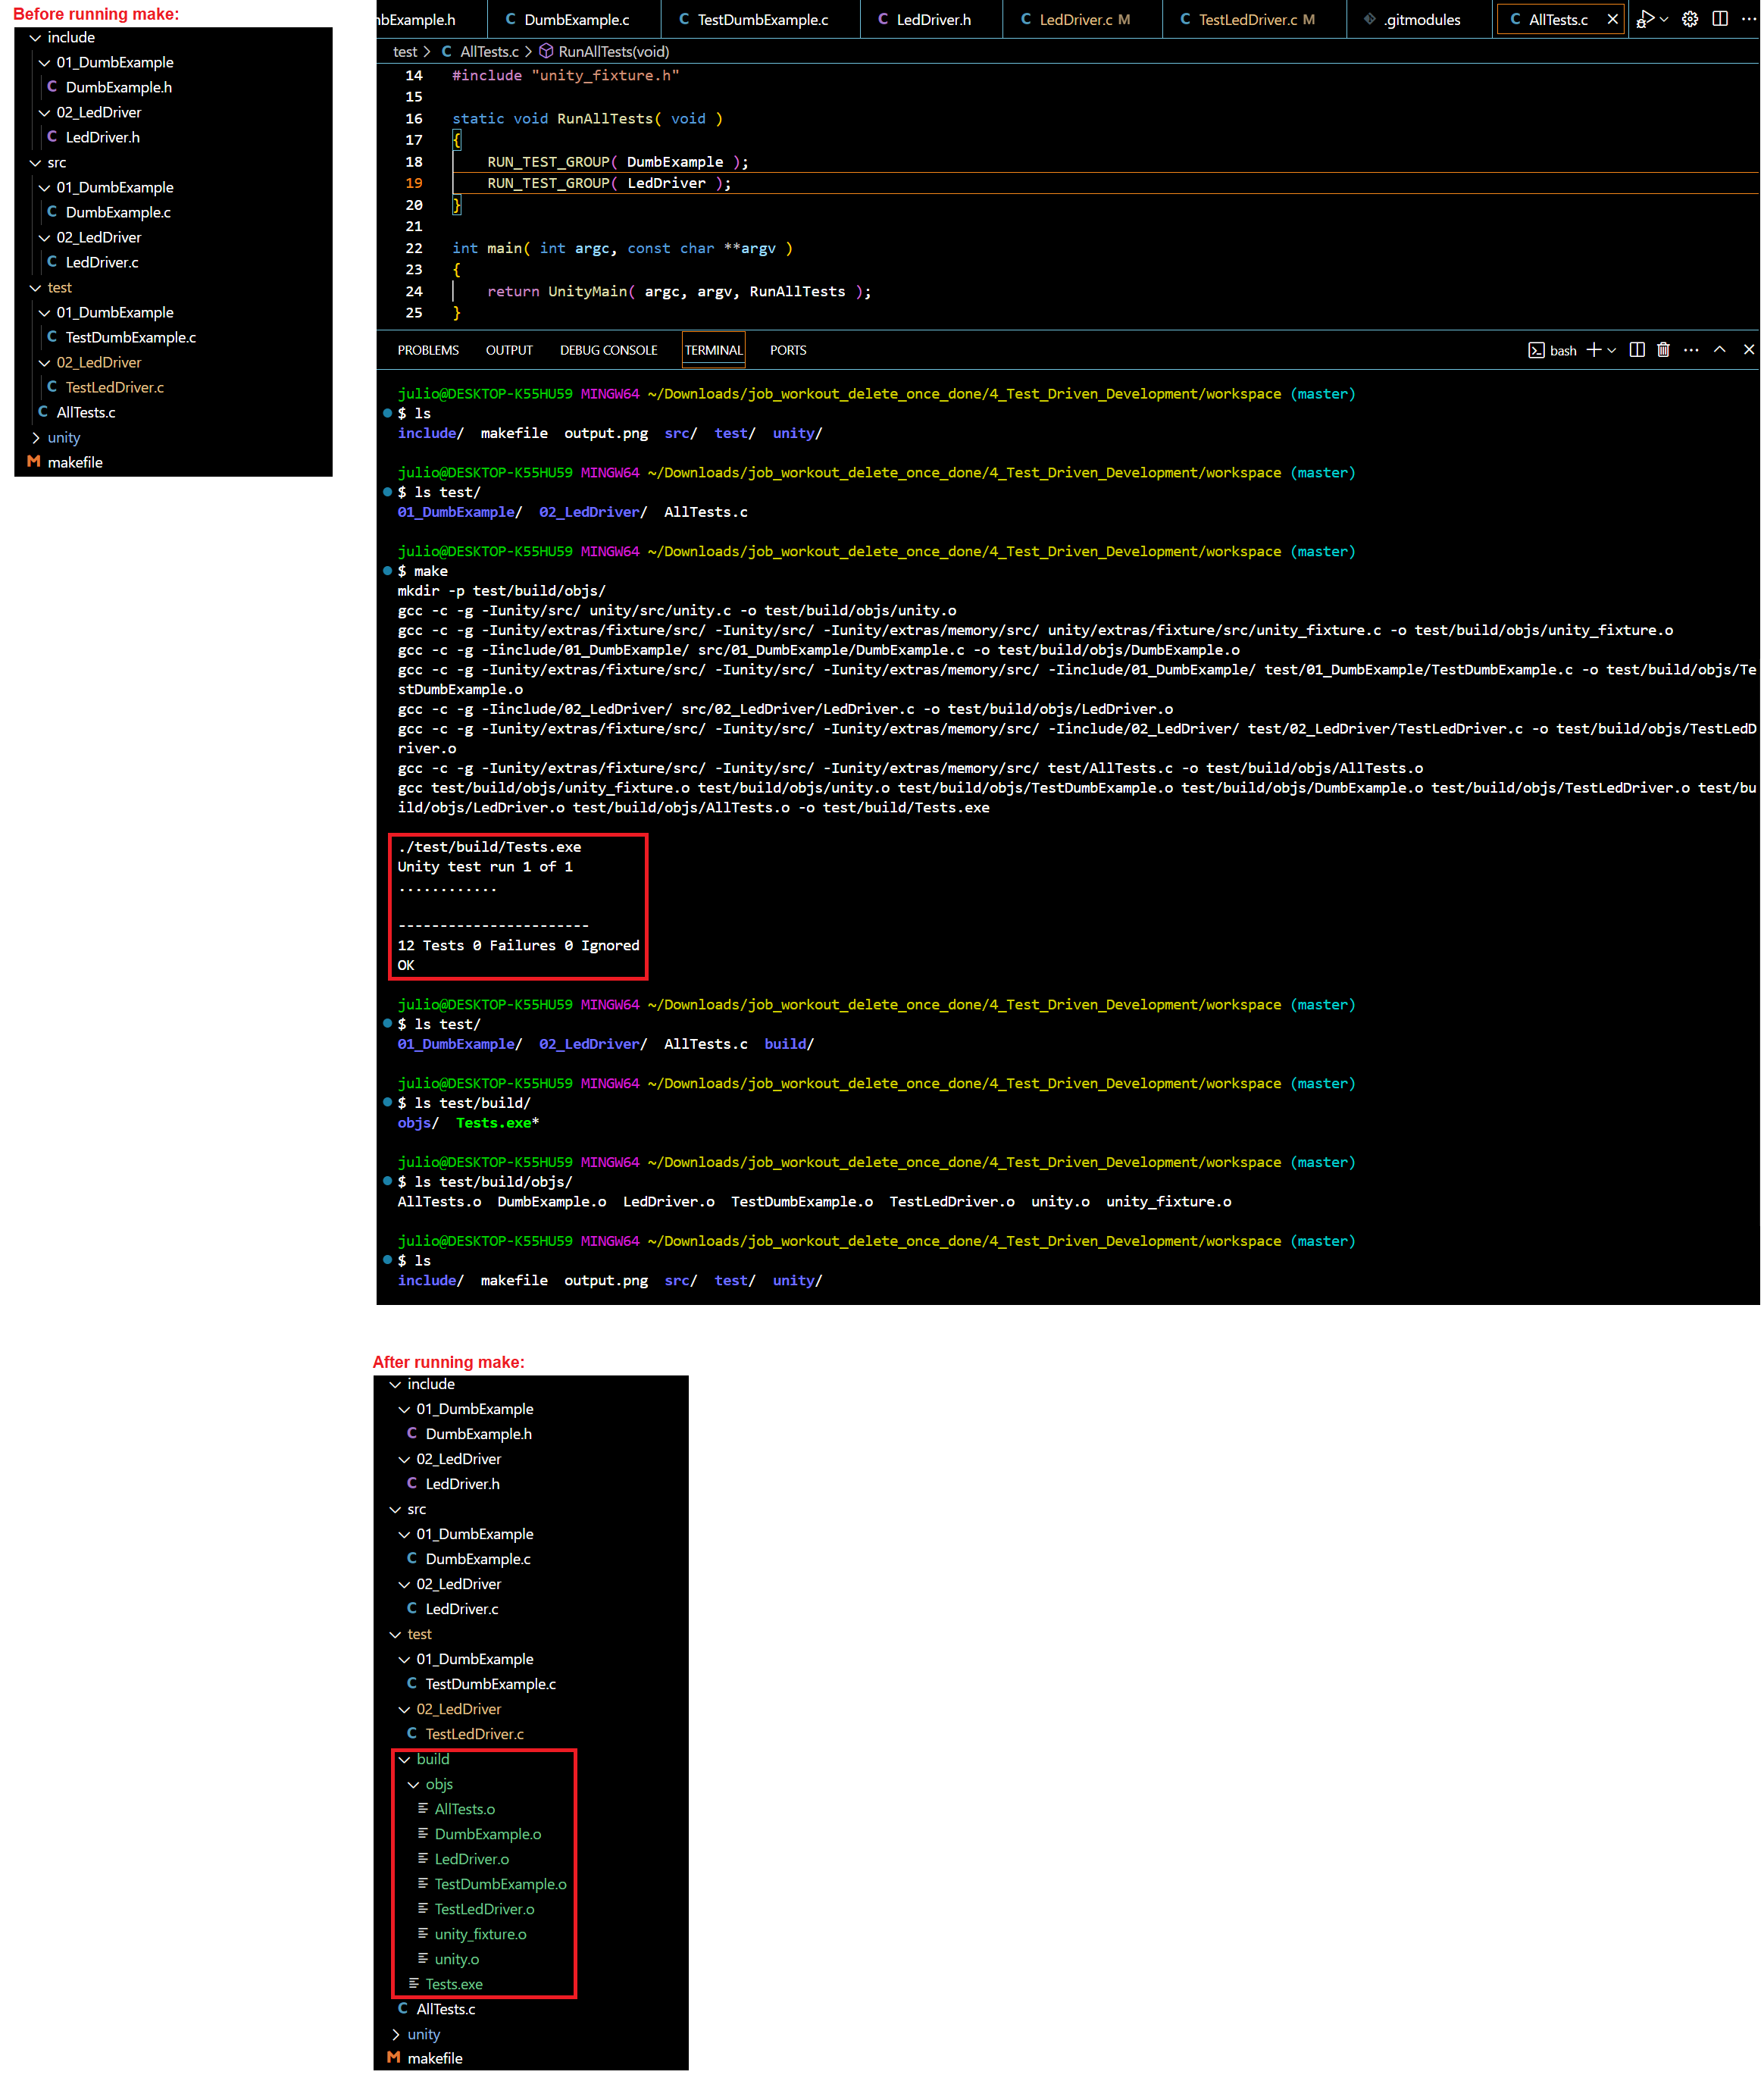 Before running make:
include
01_DumbExample
C DumbExample.h
02_LedDriver
C LedDriver.h
src
01_DumbExample
C DumbExample.c
02_LedDriver
C LedDriver.c
test
01_DumbExample
C TestDumbExample.c
02_LedDriver
C TestLedDriver.c
C AllTests.c
unity
M makefile
mbExample.h C DumbExample.c C TestDumbExample.c C LedDriver.h C LedDriver.c M C TestLedDriver.c M .gitmodules C AllTests.c
test > C AllTests.c > RunAllTests(void)
14 #include "unity_fixture.h"
15
16 static void RunAllTests( void )
17 {
18 RUN_TEST_GROUP( DumbExample );
19 RUN_TEST_GROUP( LedDriver );
20 }
21
22 int main( int argc, const char **argv )
23 {
24 return UnityMain( argc, argv, RunAllTests );
25 }
PROBLEMS OUTPUT DEBUG CONSOLE TERMINAL PORTS bash
julio@DESKTOP-K55HU59 MINGW64 ~/Downloads/job_workout_delete_once_done/4_Test_Driven_Development/workspace (master)
$ ls
include/ makefile output.png src/ test/ unity/
julio@DESKTOP-K55HU59 MINGW64 ~/Downloads/job_workout_delete_once_done/4_Test_Driven_Development/workspace (master)
$ ls test/
01_DumbExample/ 02_LedDriver/ AllTests.c
julio@DESKTOP-K55HU59 MINGW64 ~/Downloads/job_workout_delete_once_done/4_Test_Driven_Development/workspace (master)
$ make
mkdir -p test/build/objs/
gcc -c -g -Iunity/src/ unity/src/unity.c -o test/build/objs/unity.o
gcc -c -g -Iunity/extras/fixture/src/ -Iunity/src/ -Iunity/extras/memory/src/ unity/extras/fixture/src/unity_fixture.c -o test/build/objs/unity_fixture.o
gcc -c -g -Iinclude/01_DumbExample/ src/01_DumbExample/DumbExample.c -o test/build/objs/DumbExample.o
gcc -c -g -Iunity/extras/fixture/src/ -Iunity/src/ -Iunity/extras/memory/src/ -Iinclude/01_DumbExample/ test/01_DumbExample/TestDumbExample.c -o test/build/objs/Te
stDumbExample.o
gcc -c -g -Iinclude/02_LedDriver/ src/02_LedDriver/LedDriver.c -o test/build/objs/LedDriver.o
gcc -c -g -Iunity/extras/fixture/src/ -Iunity/src/ -Iunity/extras/memory/src/ -Iinclude/02_LedDriver/ test/02_LedDriver/TestLedDriver.c -o test/build/objs/TestLedD
river.o
gcc -c -g -Iunity/extras/fixture/src/ -Iunity/src/ -Iunity/extras/memory/src/ test/AllTests.c -o test/build/objs/AllTests.o
gcc test/build/objs/unity_fixture.o test/build/objs/unity.o test/build/objs/TestDumbExample.o test/build/objs/DumbExample.o test/build/objs/TestLedDriver.o test/bu
ild/objs/LedDriver.o test/build/objs/AllTests.o -o test/build/Tests.exe
./test/build/Tests.exe
Unity test run 1 of 1
............
-----------------------
12 Tests 0 Failures 0 Ignored
OK
julio@DESKTOP-K55HU59 MINGW64 ~/Downloads/job_workout_delete_once_done/4_Test_Driven_Development/workspace (master)
$ ls test/
01_DumbExample/ 02_LedDriver/ AllTests.c build/
julio@DESKTOP-K55HU59 MINGW64 ~/Downloads/job_workout_delete_once_done/4_Test_Driven_Development/workspace (master)
$ ls test/build/
objs/ Tests.exe*
julio@DESKTOP-K55HU59 MINGW64 ~/Downloads/job_workout_delete_once_done/4_Test_Driven_Development/workspace (master)
$ ls test/build/objs/
AllTests.o DumbExample.o LedDriver.o TestDumbExample.o TestLedDriver.o unity.o unity_fixture.o
julio@DESKTOP-K55HU59 MINGW64 ~/Downloads/job_workout_delete_once_done/4_Test_Driven_Development/workspace (master)
$ ls
include/ makefile output.png src/ test/ unity/
After running make:
include
01_DumbExample
C DumbExample.h
02_LedDriver
C LedDriver.h
src
01_DumbExample
C DumbExample.c
02_LedDriver
C LedDriver.c
test
01_DumbExample
C TestDumbExample.c
02_LedDriver
C TestLedDriver.c
build
objs
AllTests.o
DumbExample.o
LedDriver.o
TestDumbExample.o
TestLedDriver.o
unity_fixture.o
unity.o
Tests.exe
C AllTests.c
unity
M makefile